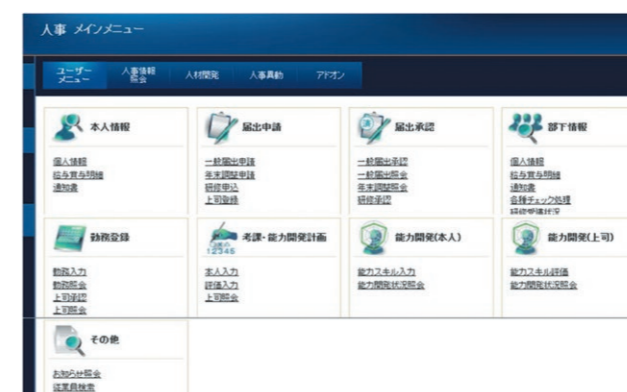 人事 メインメニュー
ユーザー
メニュー
人事情報
照会
人材開発
人事異動
アドオン
本人情報
個人情報
給与賞与明細
通知書
届出申請
一般届出申請
年末調整申請
研修申込
上司登録
届出承認
一般届出承認
一般届出照会
年末調整照会
研修承認
部下情報
個人情報
給与賞与明細
通知書
各種チェック処理
研修受講状況
勤務登録
勤務入力
勤務照会
上司承認
上司照会
12345
考課・能力開発計画
本人入力
評価入力
上司照会
能力開発(本人)
能力スキル入力
能力開発状況照会
能力開発(上司)
能力スキル評価
能力開発状況照会
その他
お知らせ照会
従業員検索